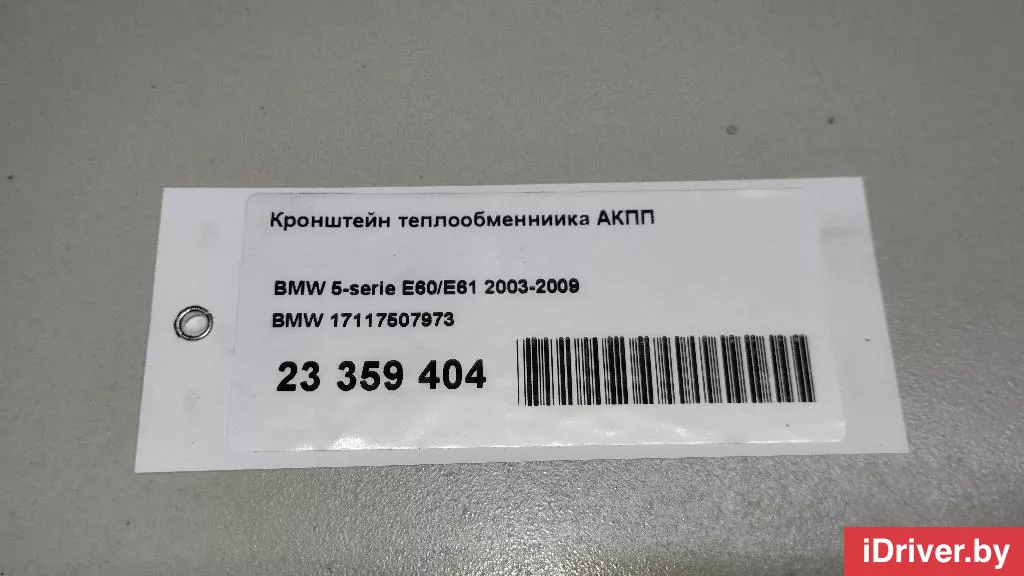 Кронштейн теплообменниика АКПП
BMW 5-serie E60/E61 2003-2009
BMW 17117507973
23 359 404
iDriver.by